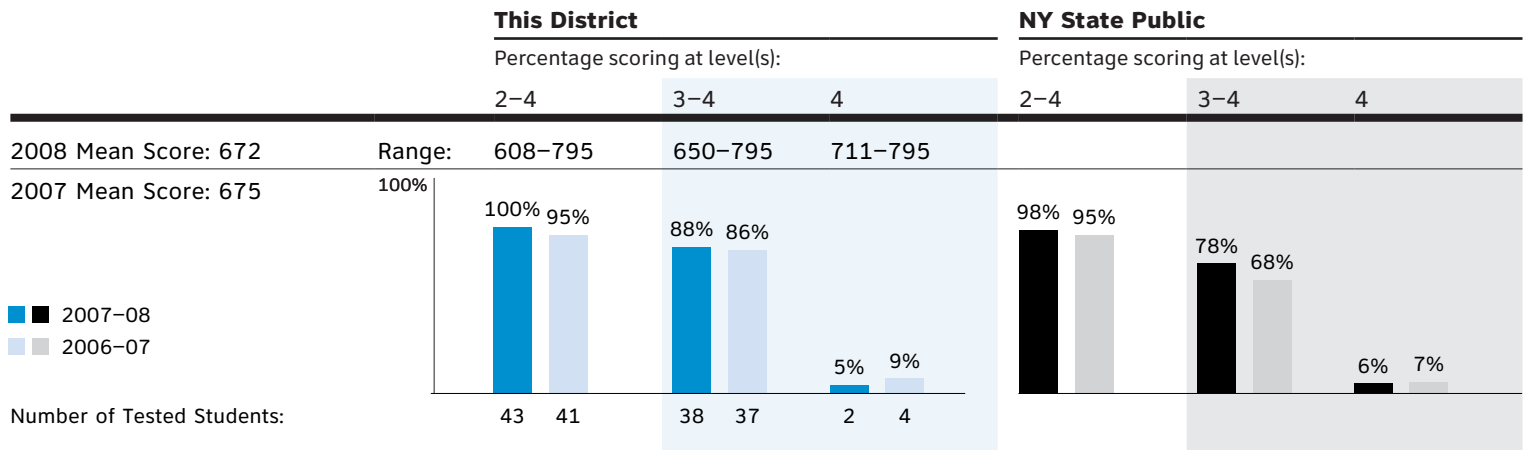 This District NY State Public
Percentage scoring at level(s): Percentage scoring at level(s):
2–4 3–4 4 2–4 3–4 4
2008 Mean Score: 672 Range: 608–795 650–795 711–795
2007 Mean Score: 675 100%
100% 95% 88% 86% 5% 9% 98% 95% 78% 68% 6% 7%
2007–08
2006–07
Number of Tested Students: 43 41 38 37 2 4